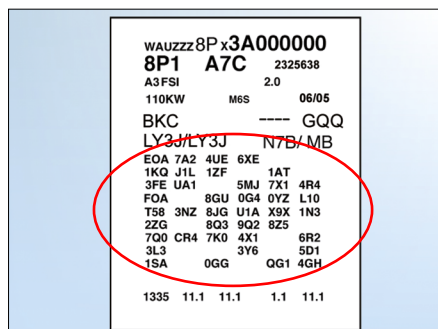 WAUZZZ8P x3A000000
8P1 A7C 2325638
A3 FSI 2.0
110KW M6S 06/05
BKC ---- GQQ
LY3J/LY3J N7B/ MB
EOA 7A2 4UE 6XE
1KQ J1L 1ZF 1AT
3FE UA1 5MJ 7X1 4R4
FOA 8GU 0G4 0YZ L10
T58 3NZ 8JG U1A X9X 1N3
2ZG 8Q3 9Q2 8Z5
7Q0 CR4 7K0 4X1 6R2
3L3 3Y6 5D1
1SA 0GG QG1 4GH
1335 11.1 11.1 1.1 11.1